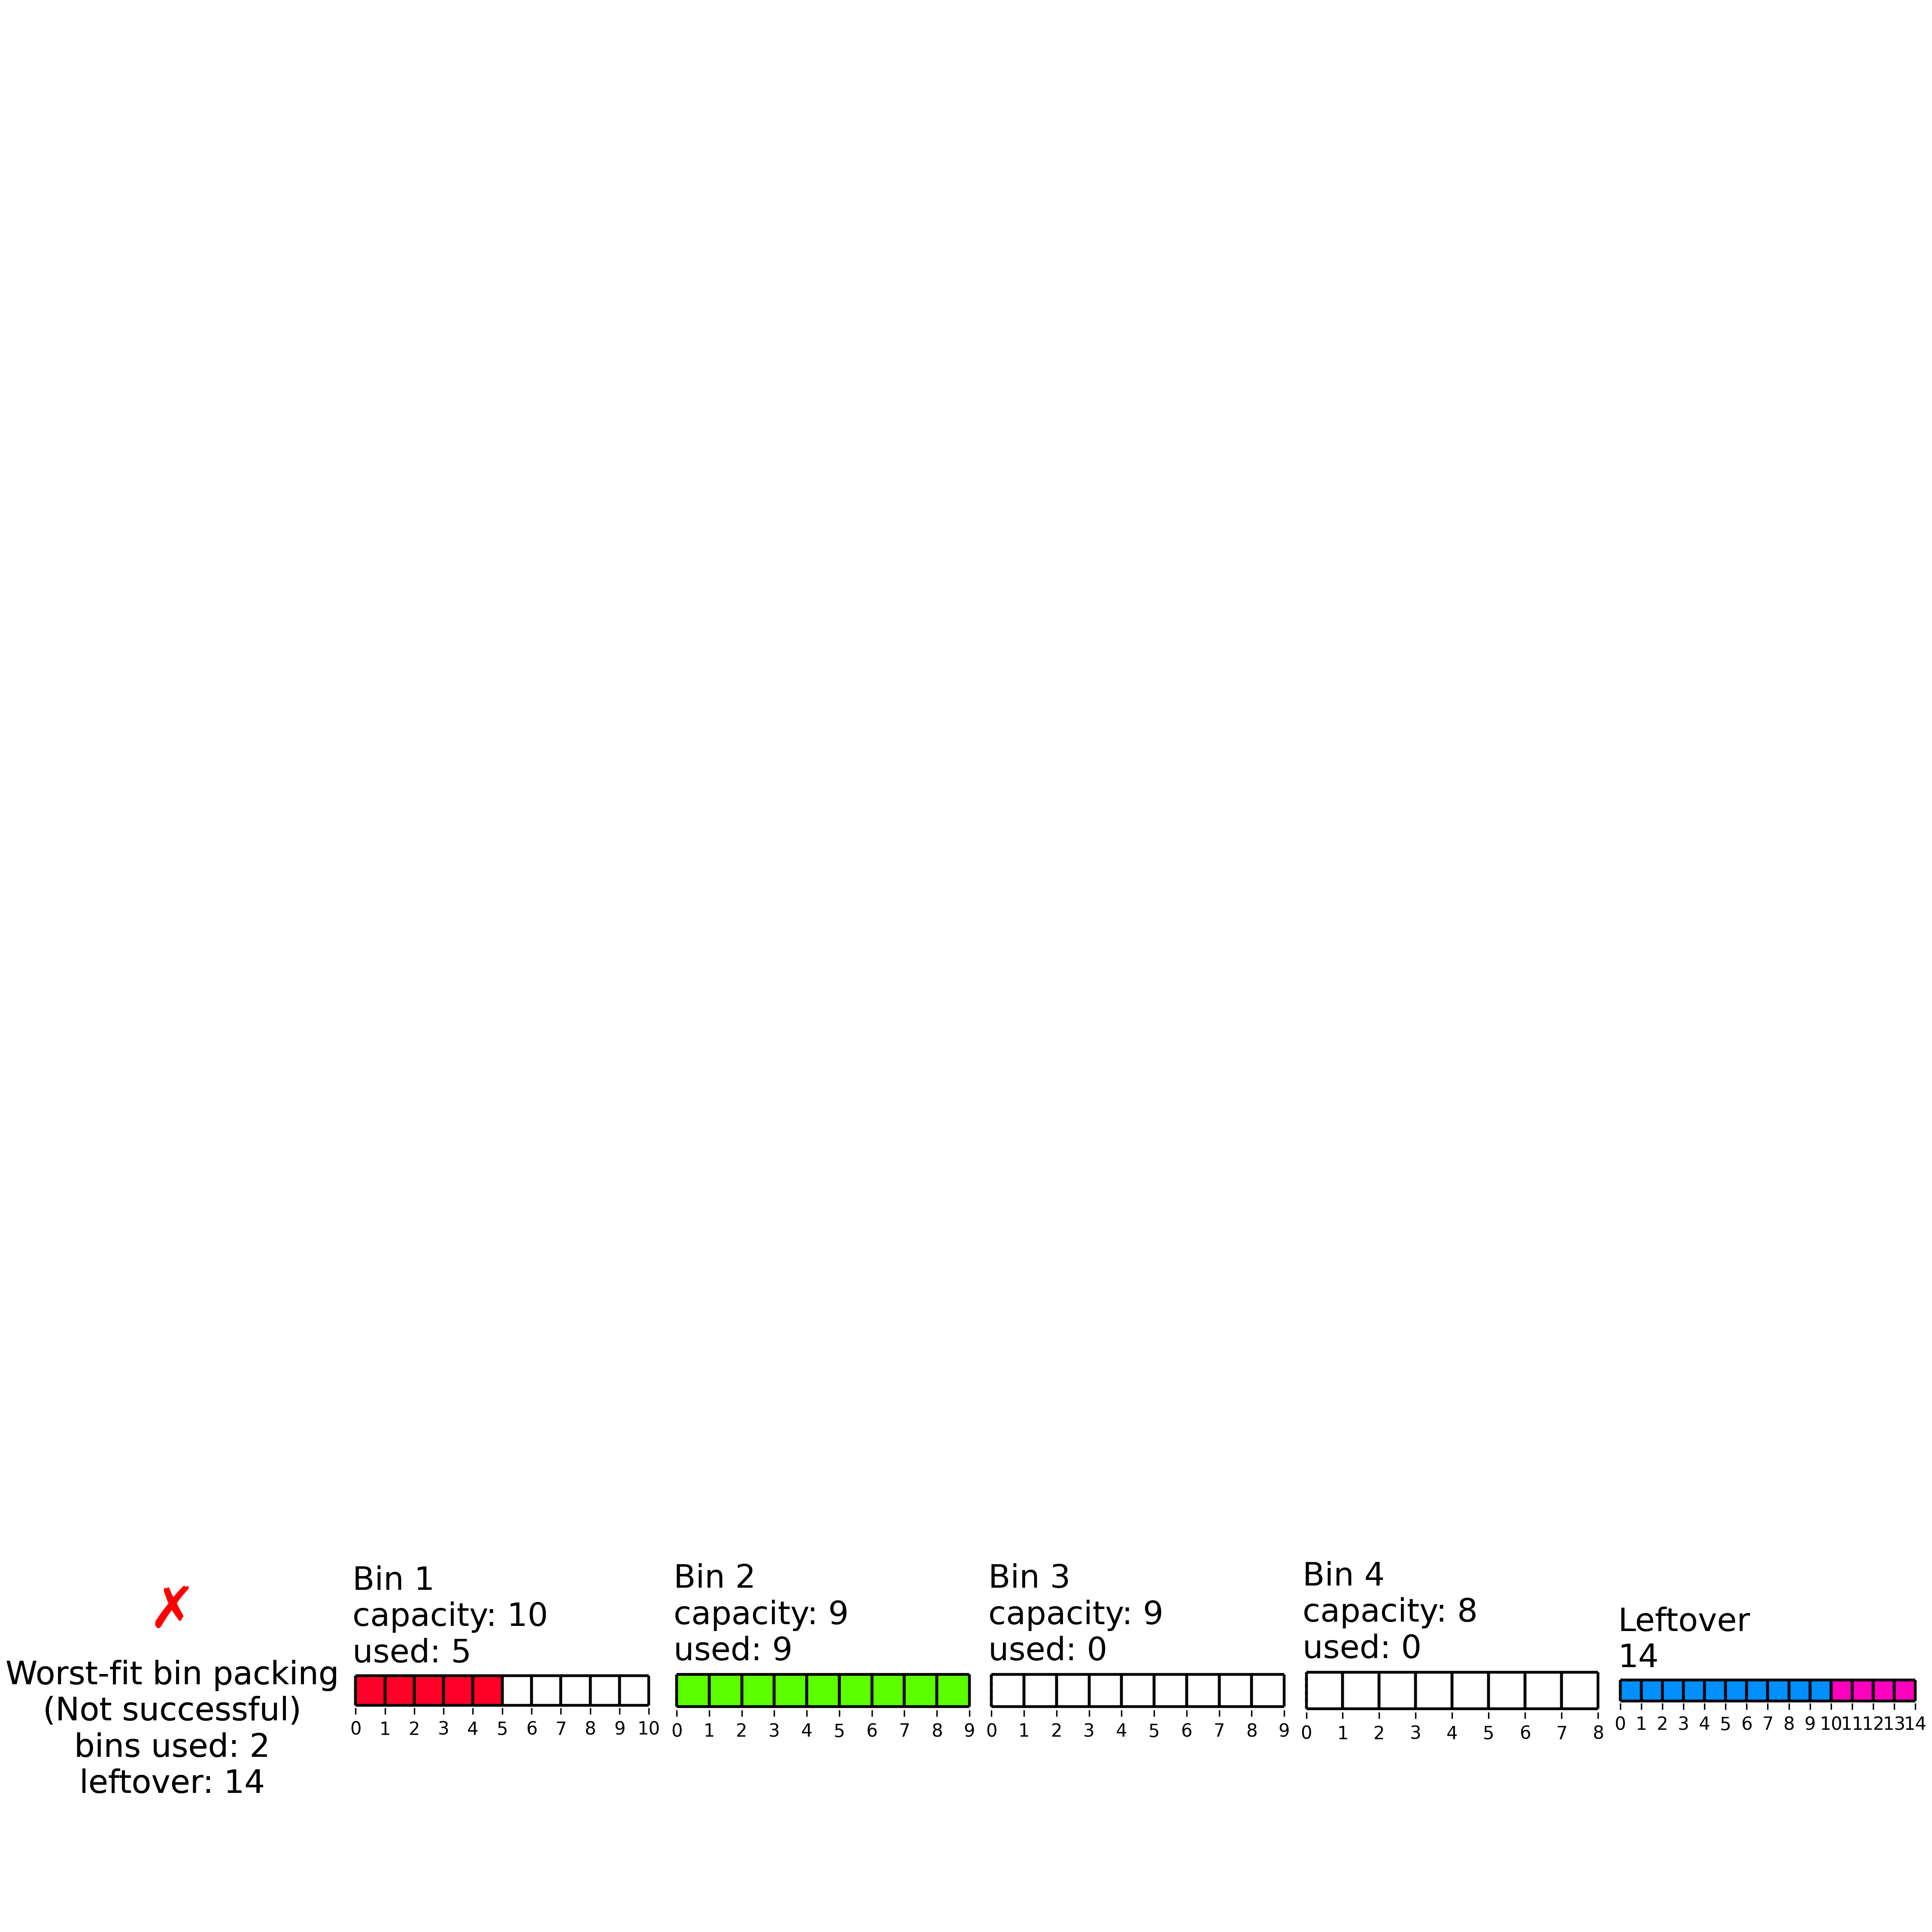 ✗
Worst-fit bin packing
(Not successful)
bins used: 2
leftover: 14
Bin 1
capacity: 10
used: 5
0 1 2 3 4 5 6 7 8 9 10
Bin 2
capacity: 9
used: 9
0 1 2 3 4 5 6 7 8 9
Bin 3
capacity: 9
used: 0
0 1 2 3 4 5 6 7 8 9
Bin 4
capacity: 8
used: 0
0 1 2 3 4 5 6 7 8
Leftover
14
0 1 2 3 4 5 6 7 8 9 10 11 12 13 14